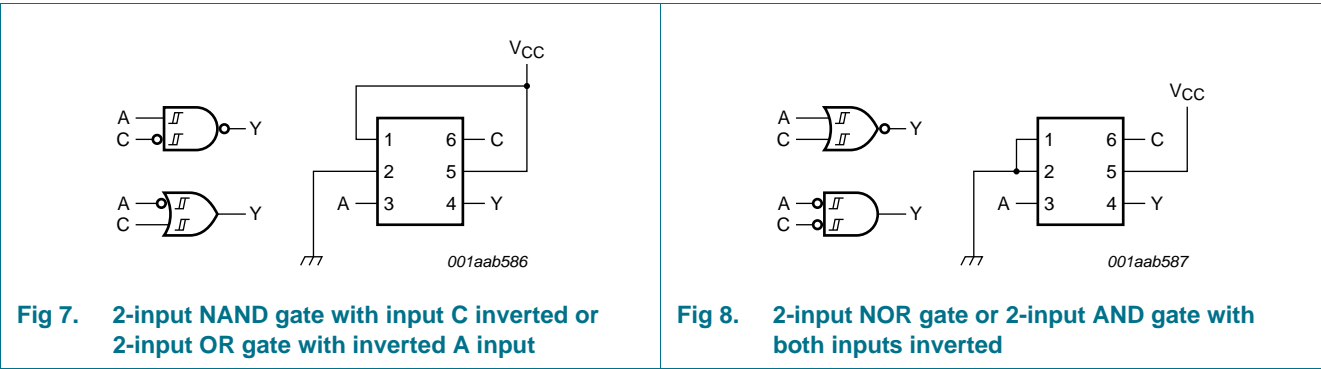 VCC
A
C
Y
A
C
Y
1 6 C
2 5
A 3 4 Y
001aab586
Fig 7. 2-input NAND gate with input C inverted or
2-input OR gate with inverted A input
VCC
A
C
Y
A
C
Y
1 6 C
2 5
A 3 4 Y
001aab587
Fig 8. 2-input NOR gate or 2-input AND gate with
both inputs inverted